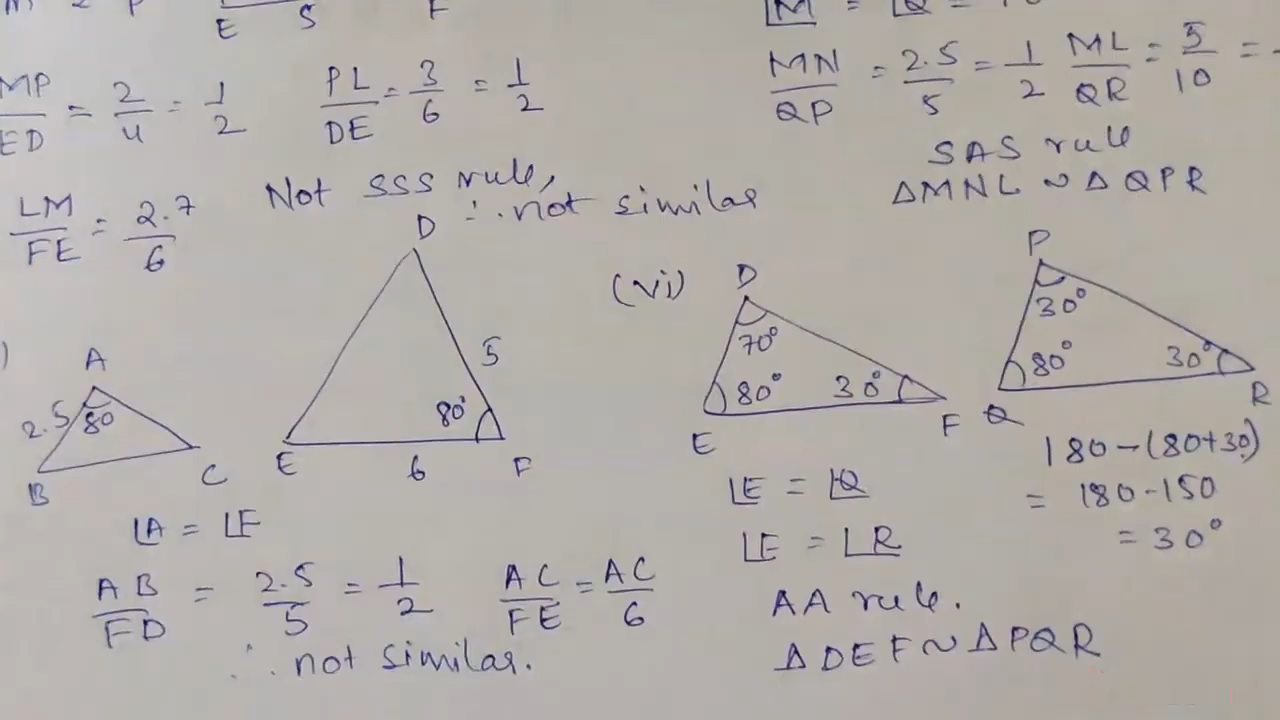 E 5 F
MP/ED = 2/4 = 1/2 PL/DE = 3/6 = 1/2
LM/FE = 2.7/6
Not SSS rule,
∴ not similar
∠M = ∠Q =
MN/QP = 2.5/5 = 1/2 ML/QR = 5/10 =
SAS rule
ΔMNL ~ ΔQPR
)
A
2.5 80
B C
D
5
80°
E 6 F
∠A = ∠F
AB/FD = 2.5/5 = 1/2 AC/FE = AC/6
∴ not similar.
(vi)
D
70°
80° 30°
E F
P
30°
80° 30°
Q R
180-(80+30)
= 180-150
= 30°
∠E = ∠Q
∠E = ∠R
AA rule.
ΔDEF ~ ΔPQR